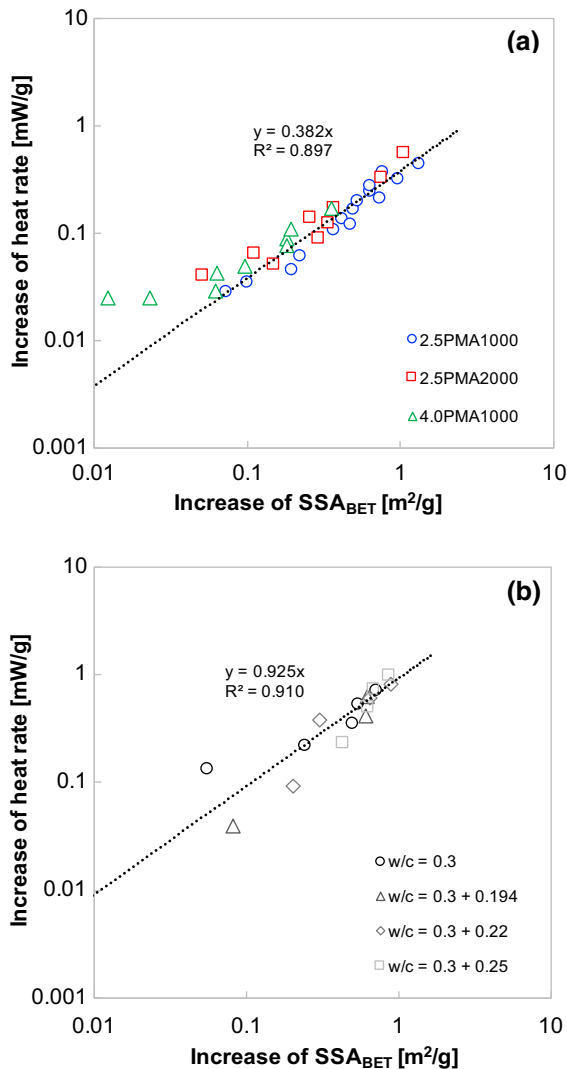 (a)
10
1
0.1
0.01
0.001
Increase of heat rate [mW/g]
y = 0.382x
R² = 0.897
2.5PMA1000
2.5PMA2000
4.0PMA1000
0.01
0.1
1
10
Increase of SSA_BET [m²/g]
(b)
10
1
0.1
0.01
0.001
Increase of heat rate [mW/g]
y = 0.925x
R² = 0.910
w/c = 0.3
w/c = 0.3 + 0.194
w/c = 0.3 + 0.22
w/c = 0.3 + 0.25
0.01
0.1
1
10
Increase of SSA_BET [m²/g]